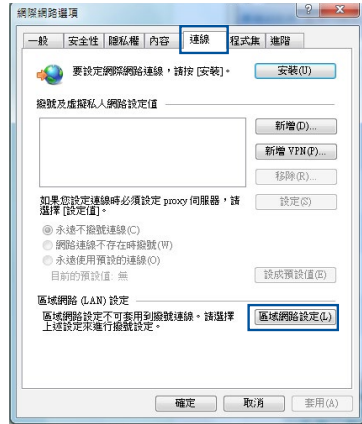 網際網路選項
一般 安全性 隱私權 內容 連線 程式集 進階
要設定網際網路連線，請按 [安裝]。 安裝(U)
撥號及虛擬私人網路設定值
新增(D)...
新增 VPN(P)...
移除(R)...
如果您設定連線時必須設定 proxy 伺服器，請 設定(S)
選擇 [設定值]。
永遠不撥號連線(C)
網路連線不存在時撥號(W)
永遠使用預設的連線(O)
目前的預設值: 無 設成預設值(E)
區域網路 (LAN) 設定
區域網路設定不可套用到撥號連線。請選擇 區域網路設定(L)
上述設定來進行撥號設定。
確定 取消 套用(A)